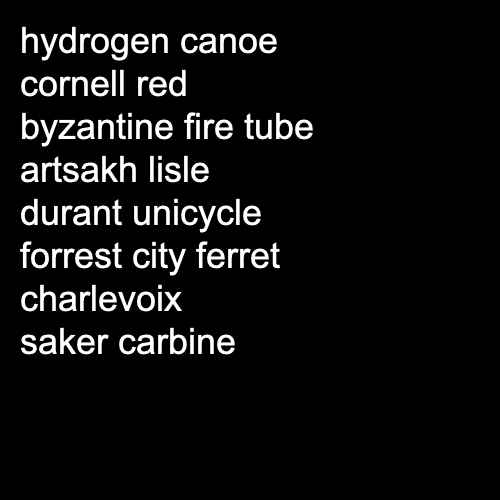 hydrogen canoe
cornell red
byzantine fire tube
artsakh lisle
durant unicycle
forrest city ferret
charlevoix
saker carbine